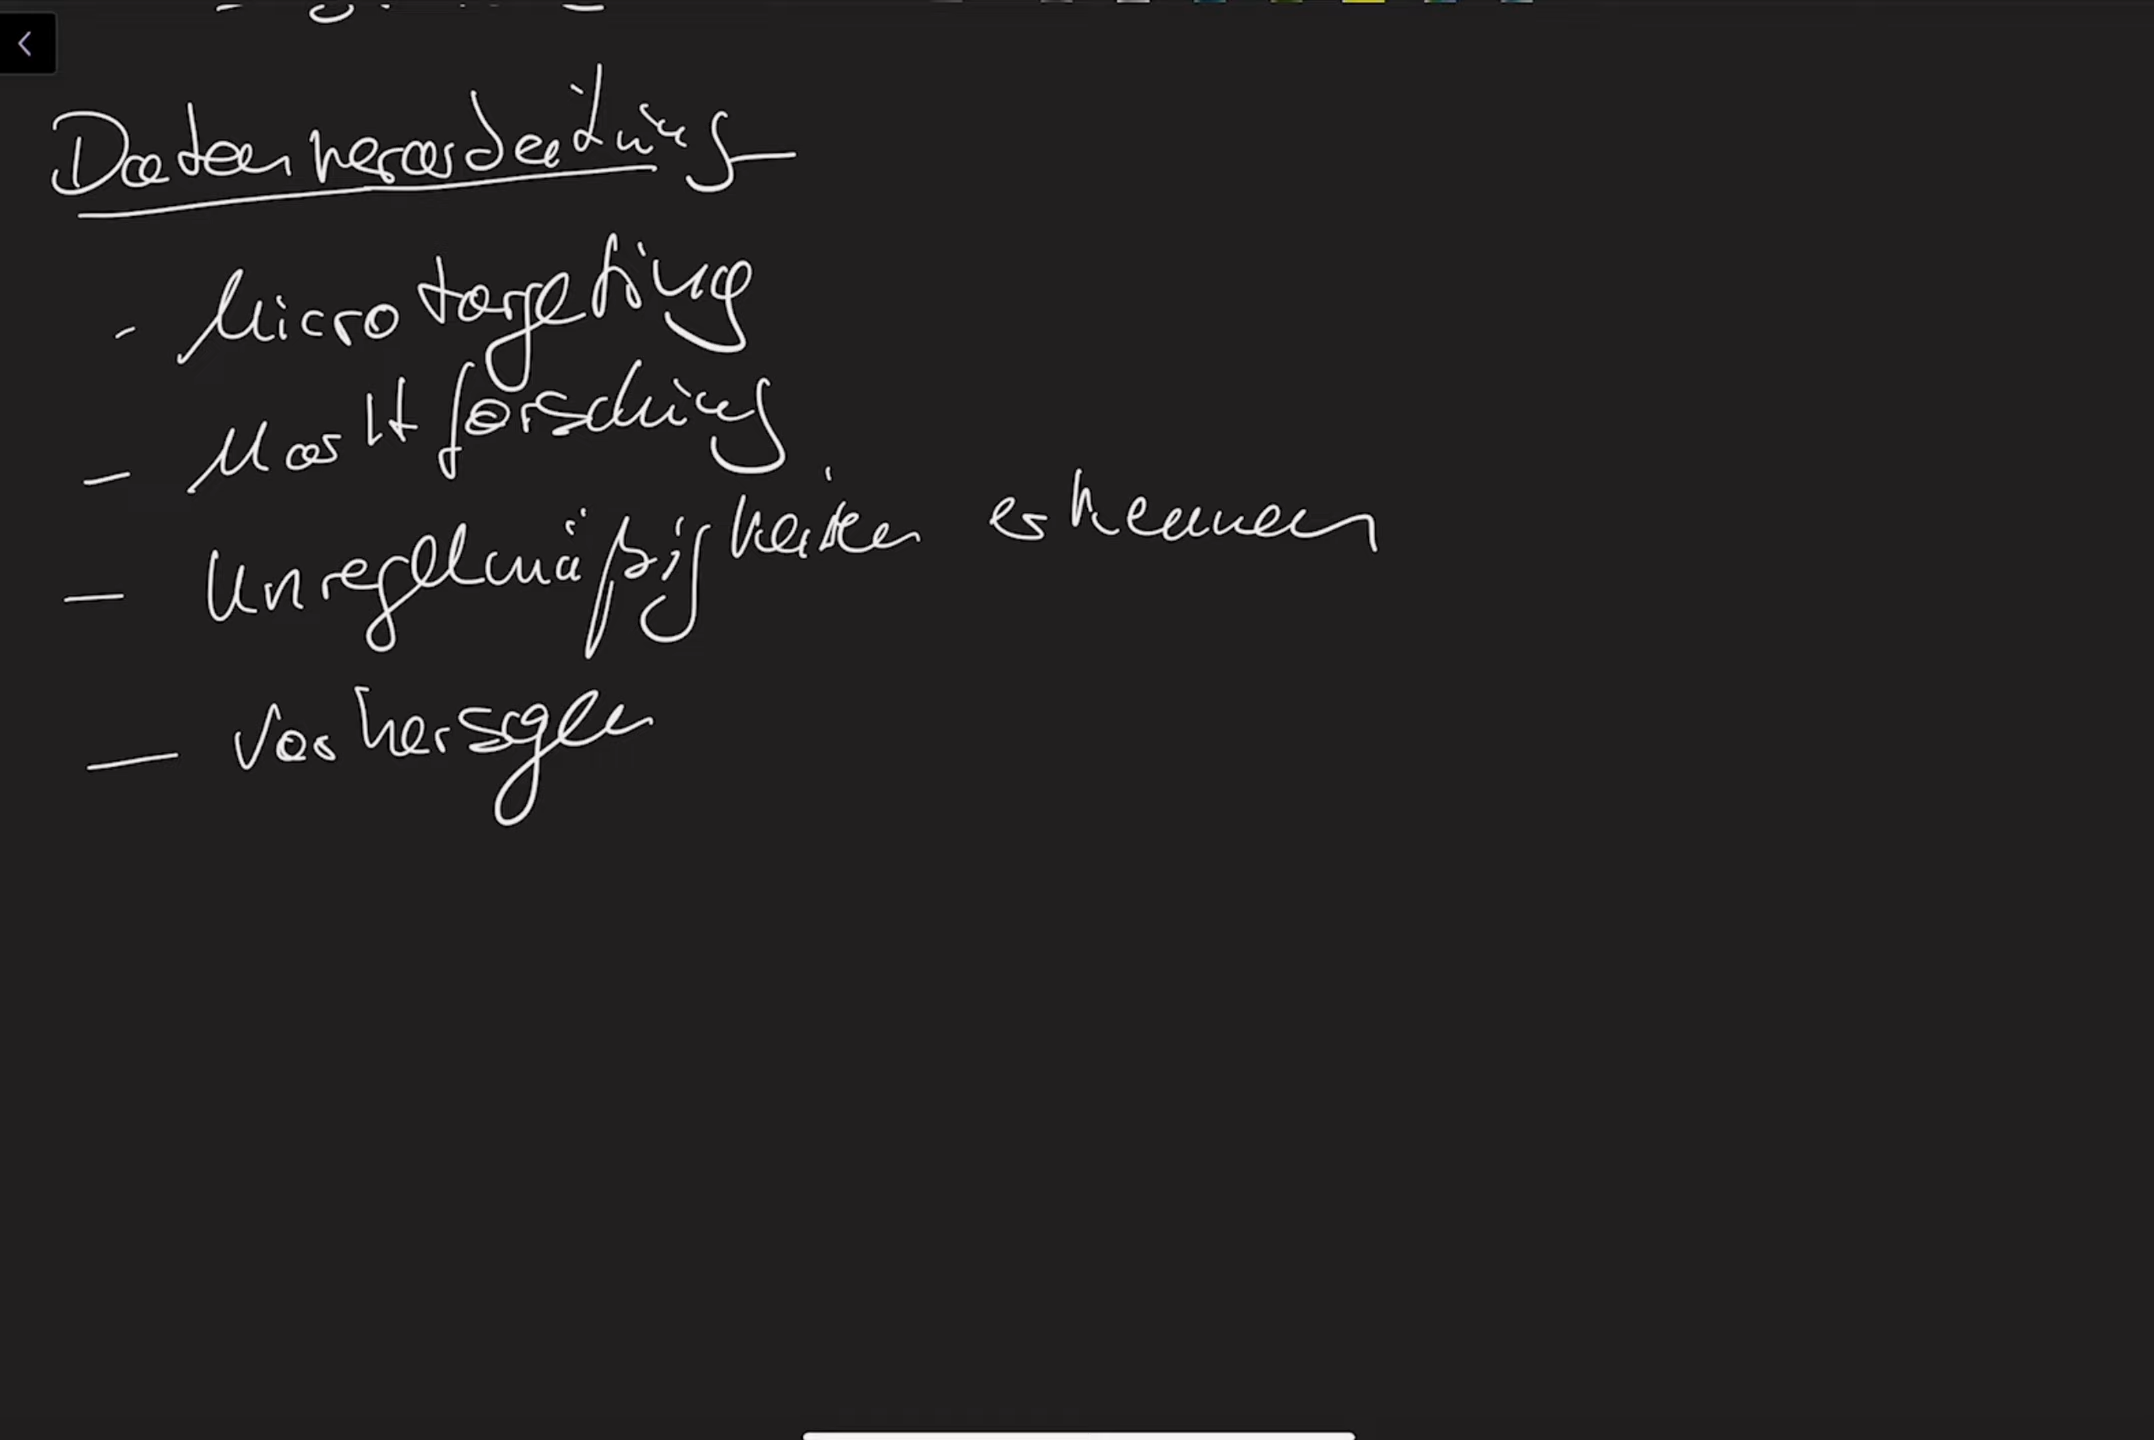 Datenverarbeitung
- Microtargeting
- Marktforschung
- Unregelmäßigkeiten erkennen
- Vorhersagen